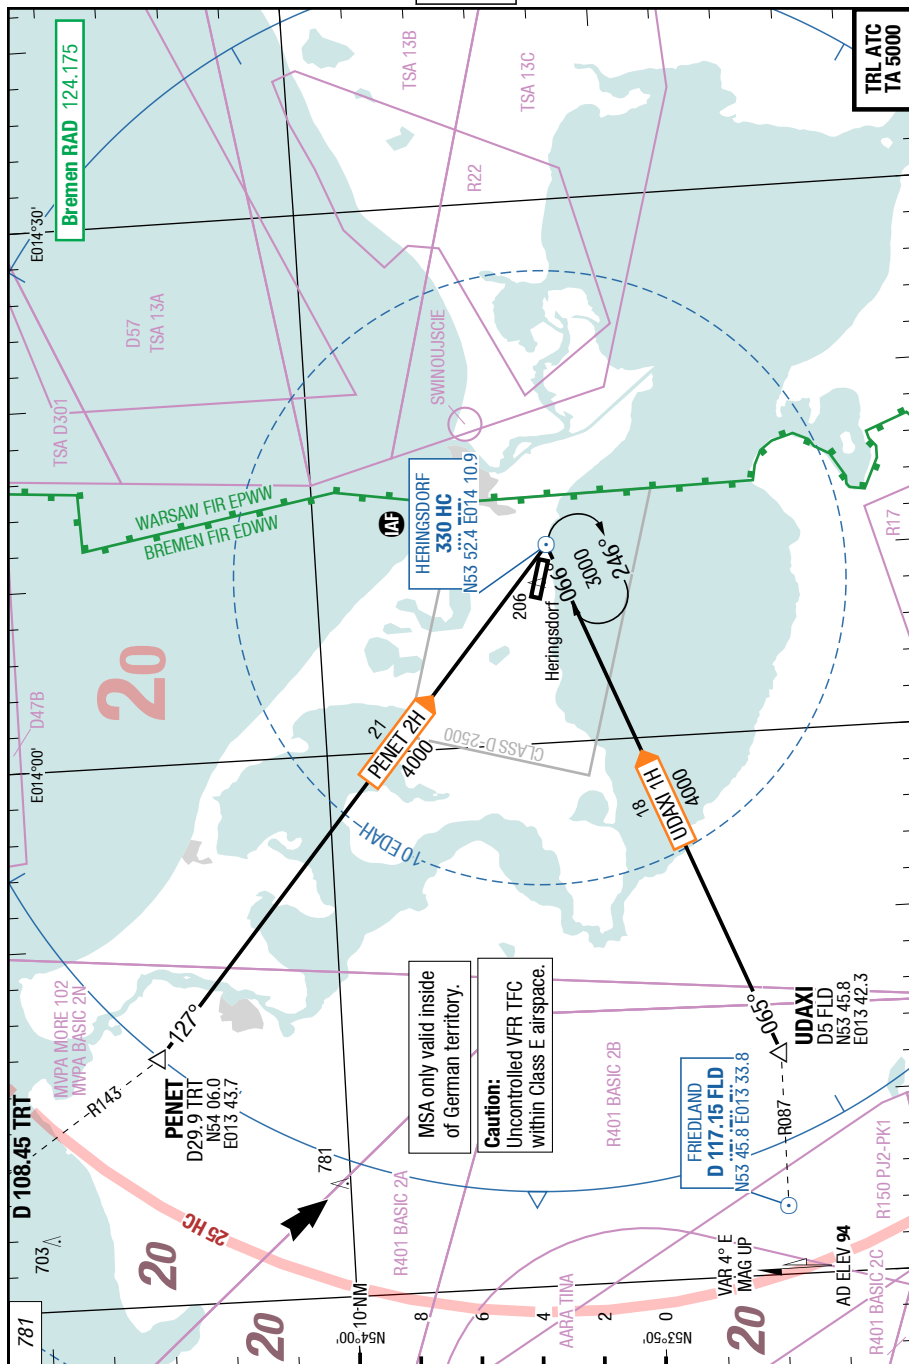 Bremen RAD 124.175
TRL ATC
TA 5000
E014°30'
TSA 13B
TSA 13C
R22
D57
TSA 13A
TSA D301
SWINOUJSCIE
WARSAW FIR EPWW
BREMEN FIR EDWW
R17
IAF
HERINGSDORF
330 HC
N53 52.4 E014 10.9
206
Heringsdorf
066°
3000
246°
20
D47B
E014°00'
21
PENET 2H
4000
CLASS D-2500
18
UDAXI 1H
4000
10 EDAH
MVPA MORE 102
MVPA BASIC 2N
127°
PENET
D29.9 TRT
N54 06.0
E013 43.7
R143
D 108.45 TRT
MSA only valid inside
of German territory.
Caution:
Uncontrolled VFR TFC
within Class E airspace.
065°
UDAXI
D5 FLD
N53 45.8
E013 42.3
R401 BASIC 2B
FRIEDLAND
D 117.15 FLD
N53 45.8 E013 33.8
R087
R150 PJ2-PK1
781
R401 BASIC 2A
25 HC
703
20
20
20
781
10 NM
N54°00'
8
6
4
2
0
N53°50'
AARA TINA
VAR 4° E
MAG UP
AD ELEV 94
R401 BASIC 2C